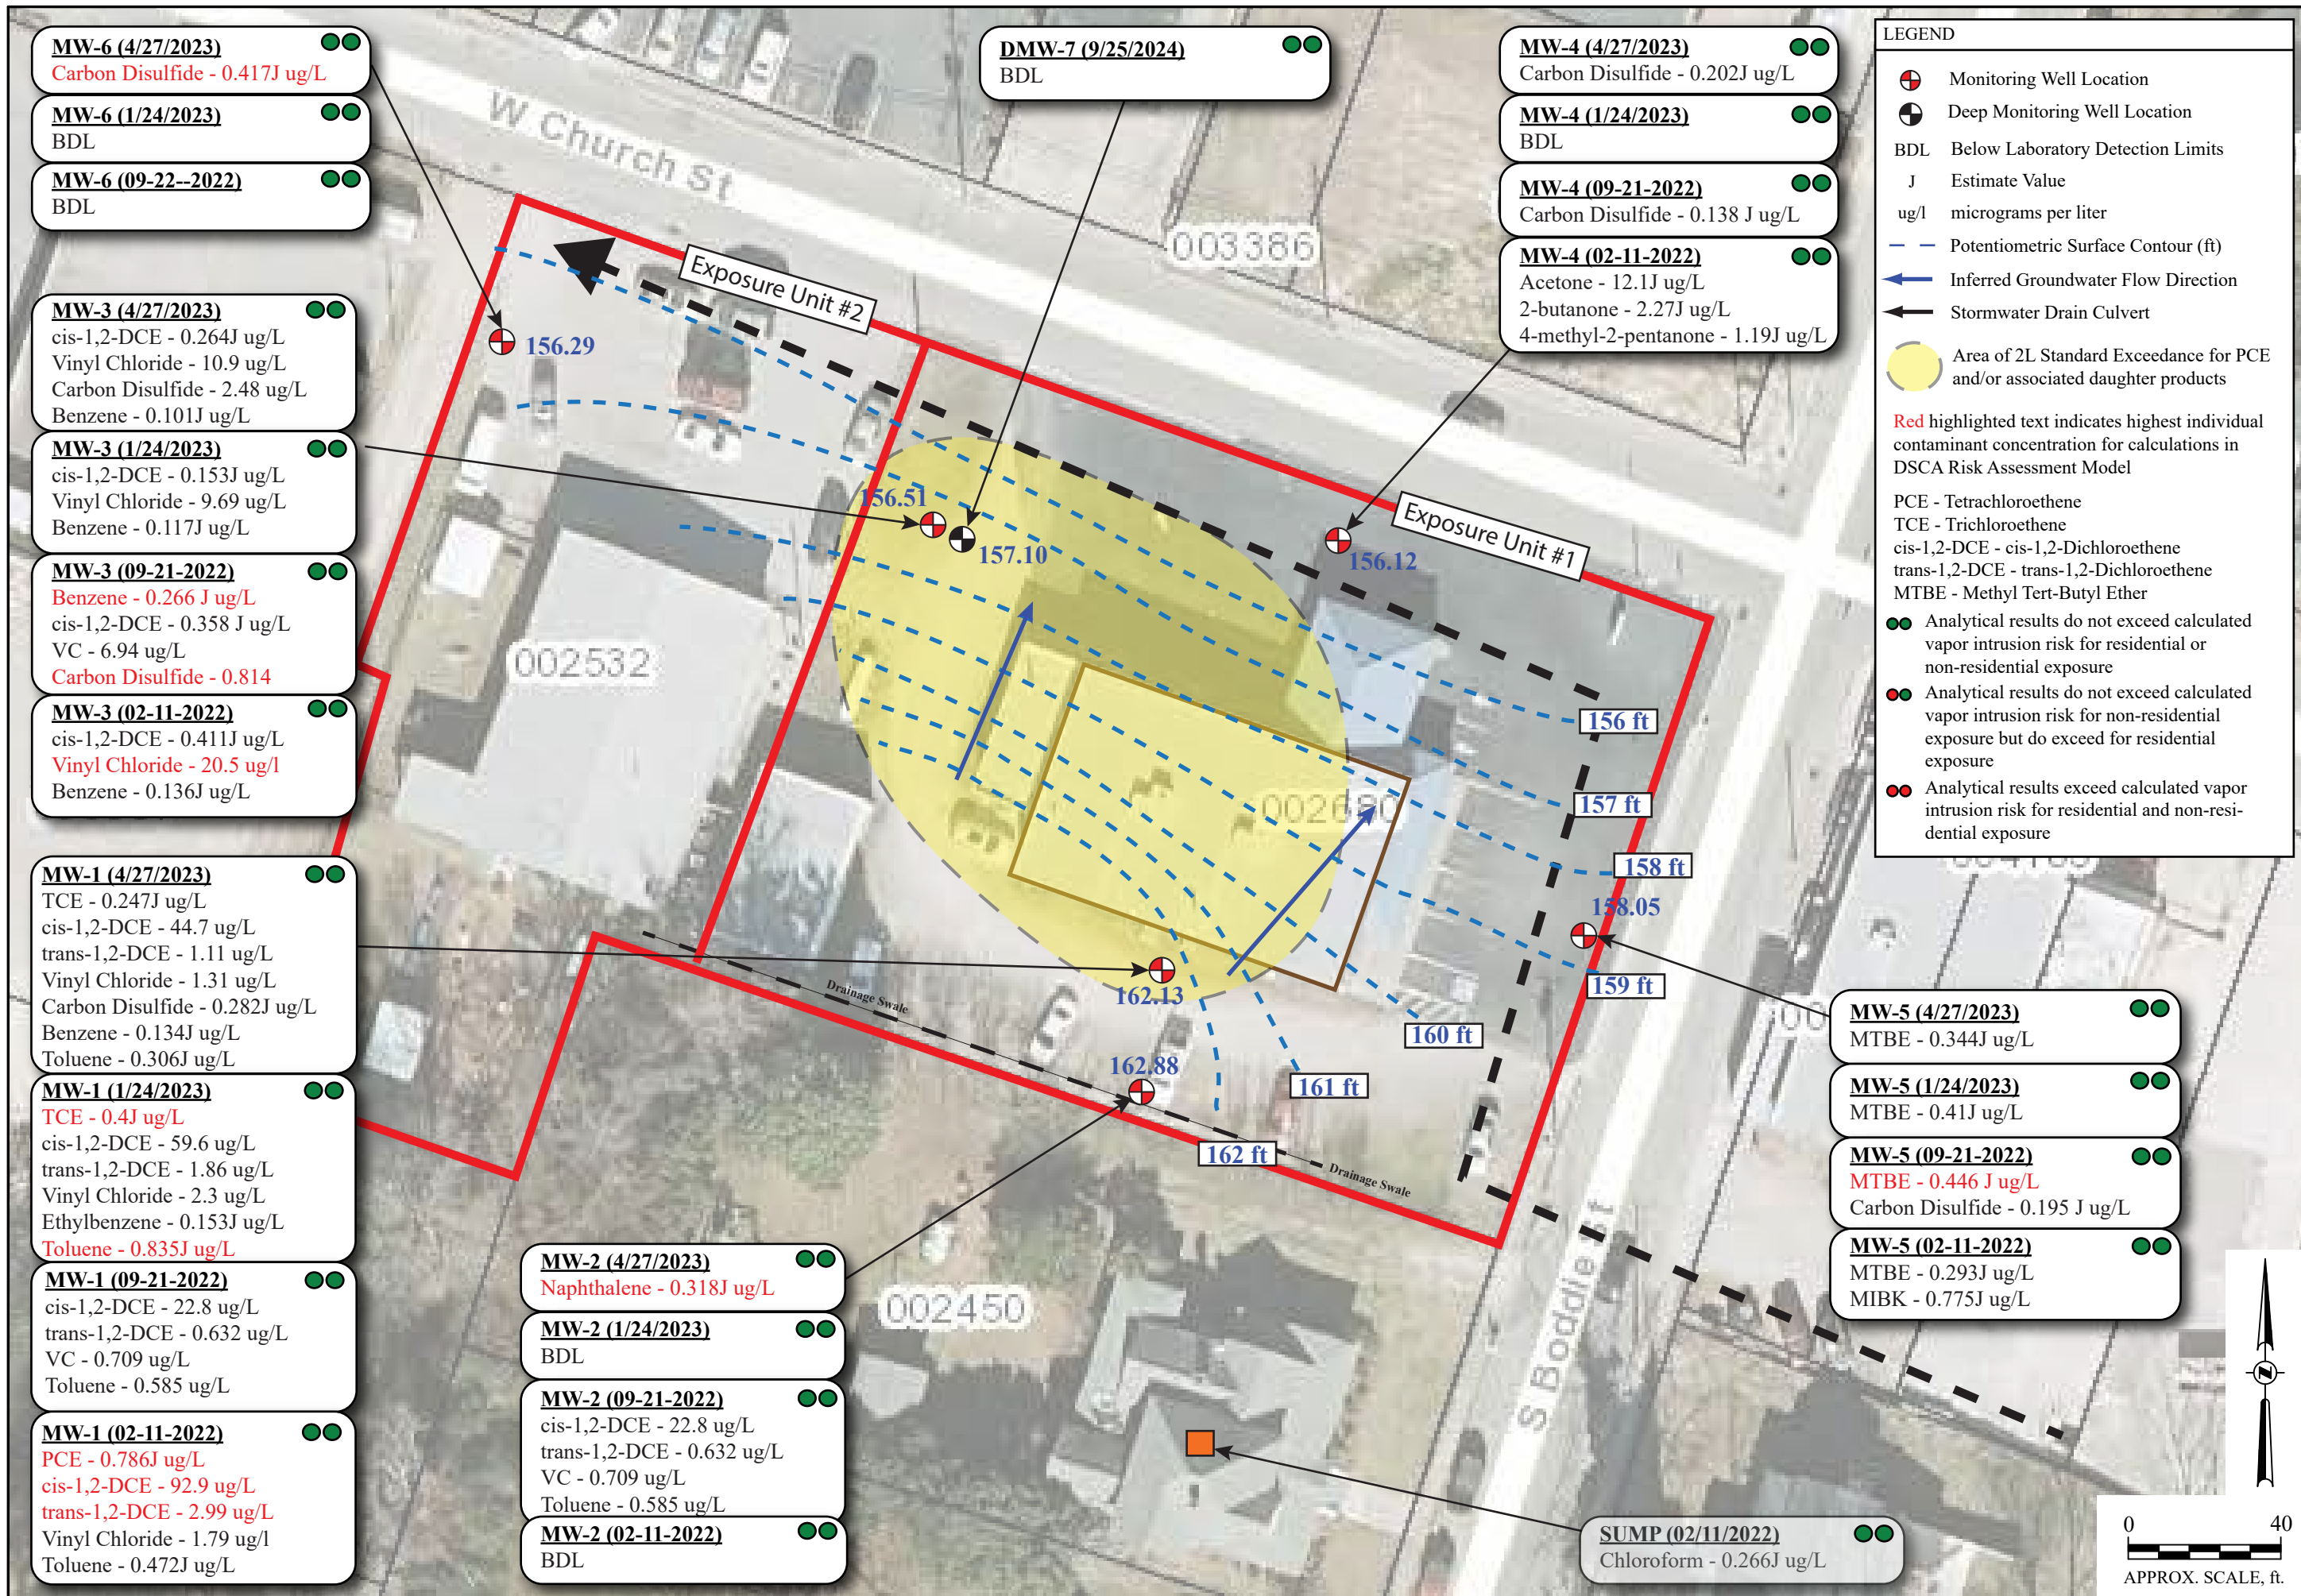 MW-6 (4/27/2023)
Carbon Disulfide - 0.417J ug/L
MW-6 (1/24/2023)
BDL
MW-6 (09-22--2022)
BDL
MW-3 (4/27/2023)
cis-1,2-DCE - 0.264J ug/L
Vinyl Chloride - 10.9 ug/L
Carbon Disulfide - 2.48 ug/L
Benzene - 0.101J ug/L
MW-3 (1/24/2023)
cis-1,2-DCE - 0.153J ug/L
Vinyl Chloride - 9.69 ug/L
Benzene - 0.117J ug/L
MW-3 (09-21-2022)
Benzene - 0.266 J ug/L
cis-1,2-DCE - 0.358 J ug/L
VC - 6.94 ug/L
Carbon Disulfide - 0.814
MW-3 (02-11-2022)
cis-1,2-DCE - 0.411J ug/L
Vinyl Chloride - 20.5 ug/l
Benzene - 0.136J ug/L
MW-1 (4/27/2023)
TCE - 0.247J ug/L
cis-1,2-DCE - 44.7 ug/L
trans-1,2-DCE - 1.11 ug/L
Vinyl Chloride - 1.31 ug/L
Carbon Disulfide - 0.282J ug/L
Benzene - 0.134J ug/L
Toluene - 0.306J ug/L
MW-1 (1/24/2023)
TCE - 0.4J ug/L
cis-1,2-DCE - 59.6 ug/L
trans-1,2-DCE - 1.86 ug/L
Vinyl Chloride - 2.3 ug/L
Ethylbenzene - 0.153J ug/L
Toluene - 0.835J ug/L
MW-1 (09-21-2022)
cis-1,2-DCE - 22.8 ug/L
trans-1,2-DCE - 0.632 ug/L
VC - 0.709 ug/L
Toluene - 0.585 ug/L
MW-1 (02-11-2022)
PCE - 0.786J ug/L
cis-1,2-DCE - 92.9 ug/L
trans-1,2-DCE - 2.99 ug/L
Vinyl Chloride - 1.79 ug/l
Toluene - 0.472J ug/L
DMW-7 (9/25/2024)
BDL
MW-4 (4/27/2023)
Carbon Disulfide - 0.202J ug/L
MW-4 (1/24/2023)
BDL
MW-4 (09-21-2022)
Carbon Disulfide - 0.138 J ug/L
MW-4 (02-11-2022)
Acetone - 12.1J ug/L
2-butanone - 2.27J ug/L
4-methyl-2-pentanone - 1.19J ug/L
W Church St
003386
Exposure Unit #2
156.29
156.51
157.10
156.12
Exposure Unit #1
002532
002680
156 ft
157 ft
158 ft
158.05
159 ft
160 ft
161 ft
162 ft
162.13
162.88
Drainage Swale
Drainage Swale
002450
S Boddie St
MW-2 (4/27/2023)
Naphthalene - 0.318J ug/L
MW-2 (1/24/2023)
BDL
MW-2 (09-21-2022)
cis-1,2-DCE - 22.8 ug/L
trans-1,2-DCE - 0.632 ug/L
VC - 0.709 ug/L
Toluene - 0.585 ug/L
MW-2 (02-11-2022)
BDL
LEGEND
Monitoring Well Location
Deep Monitoring Well Location
BDL Below Laboratory Detection Limits
J Estimate Value
ug/l micrograms per liter
Potentiometric Surface Contour (ft)
Inferred Groundwater Flow Direction
Stormwater Drain Culvert
Area of 2L Standard Exceedance for PCE
and/or associated daughter products
Red highlighted text indicates highest individual
contaminant concentration for calculations in
DSCA Risk Assessment Model
PCE - Tetrachloroethene
TCE - Trichloroethene
cis-1,2-DCE - cis-1,2-Dichloroethene
trans-1,2-DCE - trans-1,2-Dichloroethene
MTBE - Methyl Tert-Butyl Ether
Analytical results do not exceed calculated
vapor intrusion risk for residential or
non-residential exposure
Analytical results do not exceed calculated
vapor intrusion risk for non-residential
exposure but do exceed for residential
exposure
Analytical results exceed calculated vapor
intrusion risk for residential and non-resi-
dential exposure
MW-5 (4/27/2023)
MTBE - 0.344J ug/L
MW-5 (1/24/2023)
MTBE - 0.41J ug/L
MW-5 (09-21-2022)
MTBE - 0.446 J ug/L
Carbon Disulfide - 0.195 J ug/L
MW-5 (02-11-2022)
MTBE - 0.293J ug/L
MIBK - 0.775J ug/L
SUMP (02/11/2022)
Chloroform - 0.266J ug/L
N
0 40
APPROX. SCALE, ft.